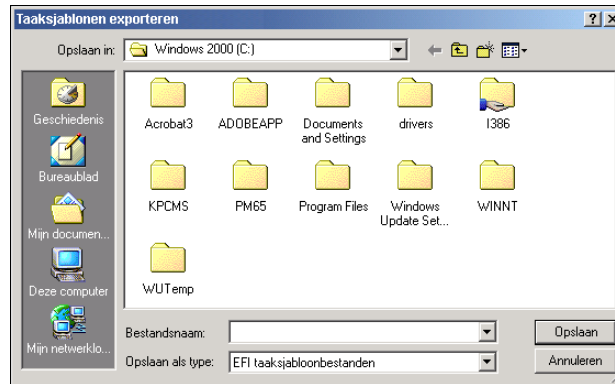 Taaksjablonen exporteren
Opslaan in:
Windows 2000 (C:)
Geschiedenis
Bureaublad
Mijn documen...
Deze computer
Mijn netwerklo...
Acrobat3
ADOBEAPP
Documents
and Settings
drivers
I386
KPCMS
PM65
Program Files
Windows
Update Set...
WINNT
WUTemp
Bestandsnaam:
Opslaan
Opslaan als type:
EFI taaksjabloonbestanden
Annuleren